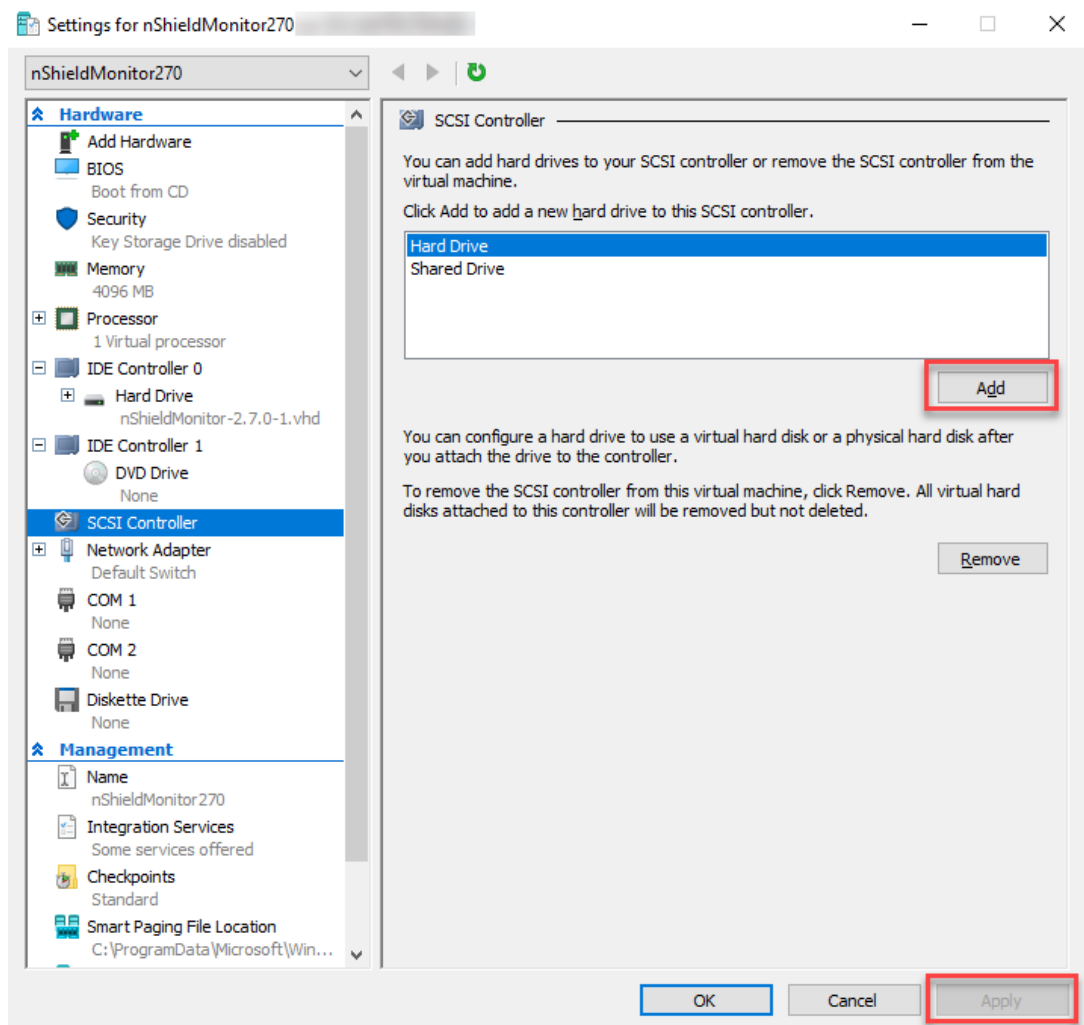 Settings for nShieldMonitor270
nShieldMonitor270
Hardware
Add Hardware
BIOS
Boot from CD
Security
Key Storage Drive disabled
Memory
4096 MB
Processor
1 Virtual processor
IDE Controller 0
Hard Drive
nShieldMonitor-2.7.0-1.vhd
IDE Controller 1
DVD Drive
None
SCSI Controller
Network Adapter
Default Switch
COM 1
None
COM 2
None
Diskette Drive
None
Management
Name
nShieldMonitor270
Integration Services
Some services offered
Checkpoints
Standard
Smart Paging File Location
C:\ProgramData\Microsoft\Win...
SCSI Controller
You can add hard drives to your SCSI controller or remove the SCSI controller from the
virtual machine.
Click Add to add a new hard drive to this SCSI controller.
Hard Drive
Shared Drive
Add
You can configure a hard drive to use a virtual hard disk or a physical hard disk after
you attach the drive to the controller.
To remove the SCSI controller from this virtual machine, click Remove. All virtual hard
disks attached to this controller will be removed but not deleted.
Remove
OK
Cancel
Apply